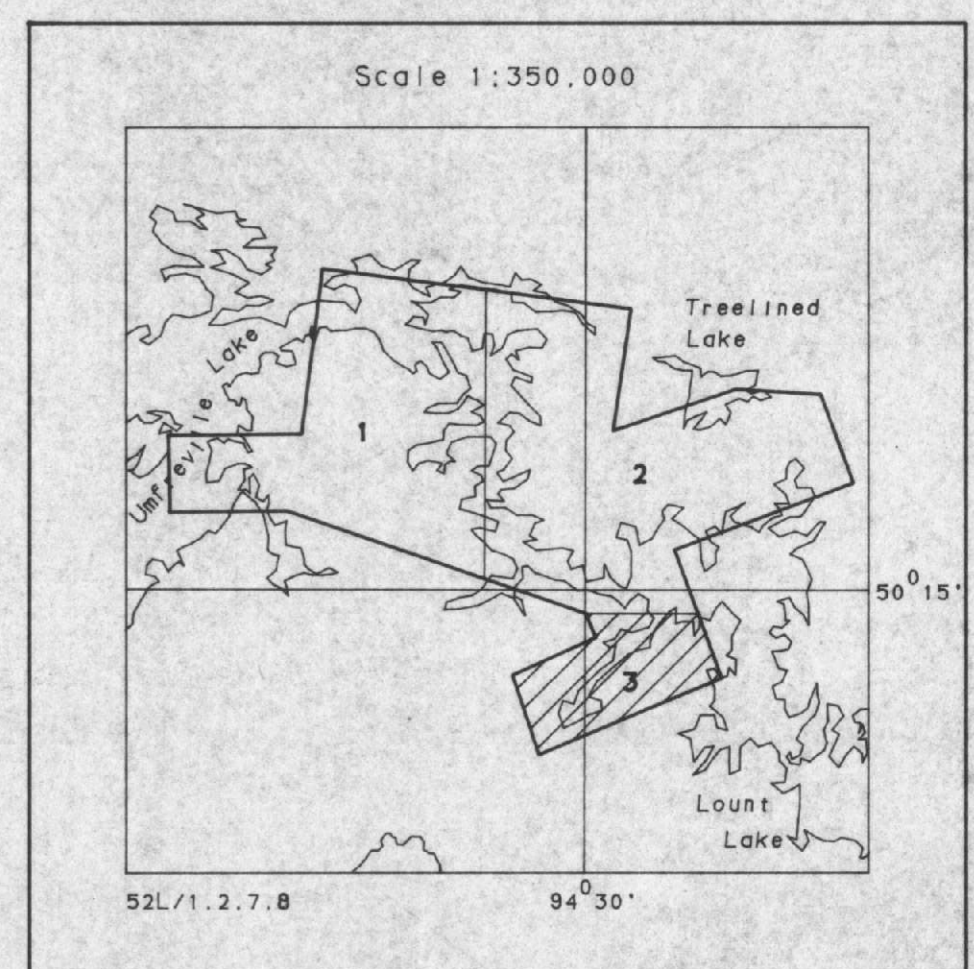 Scale 1:350,000
Treelined
Lake
Umfreville Lake
1
2
50° 15'
3
Lount
Lake
52L/1.2.7.8
94° 30'